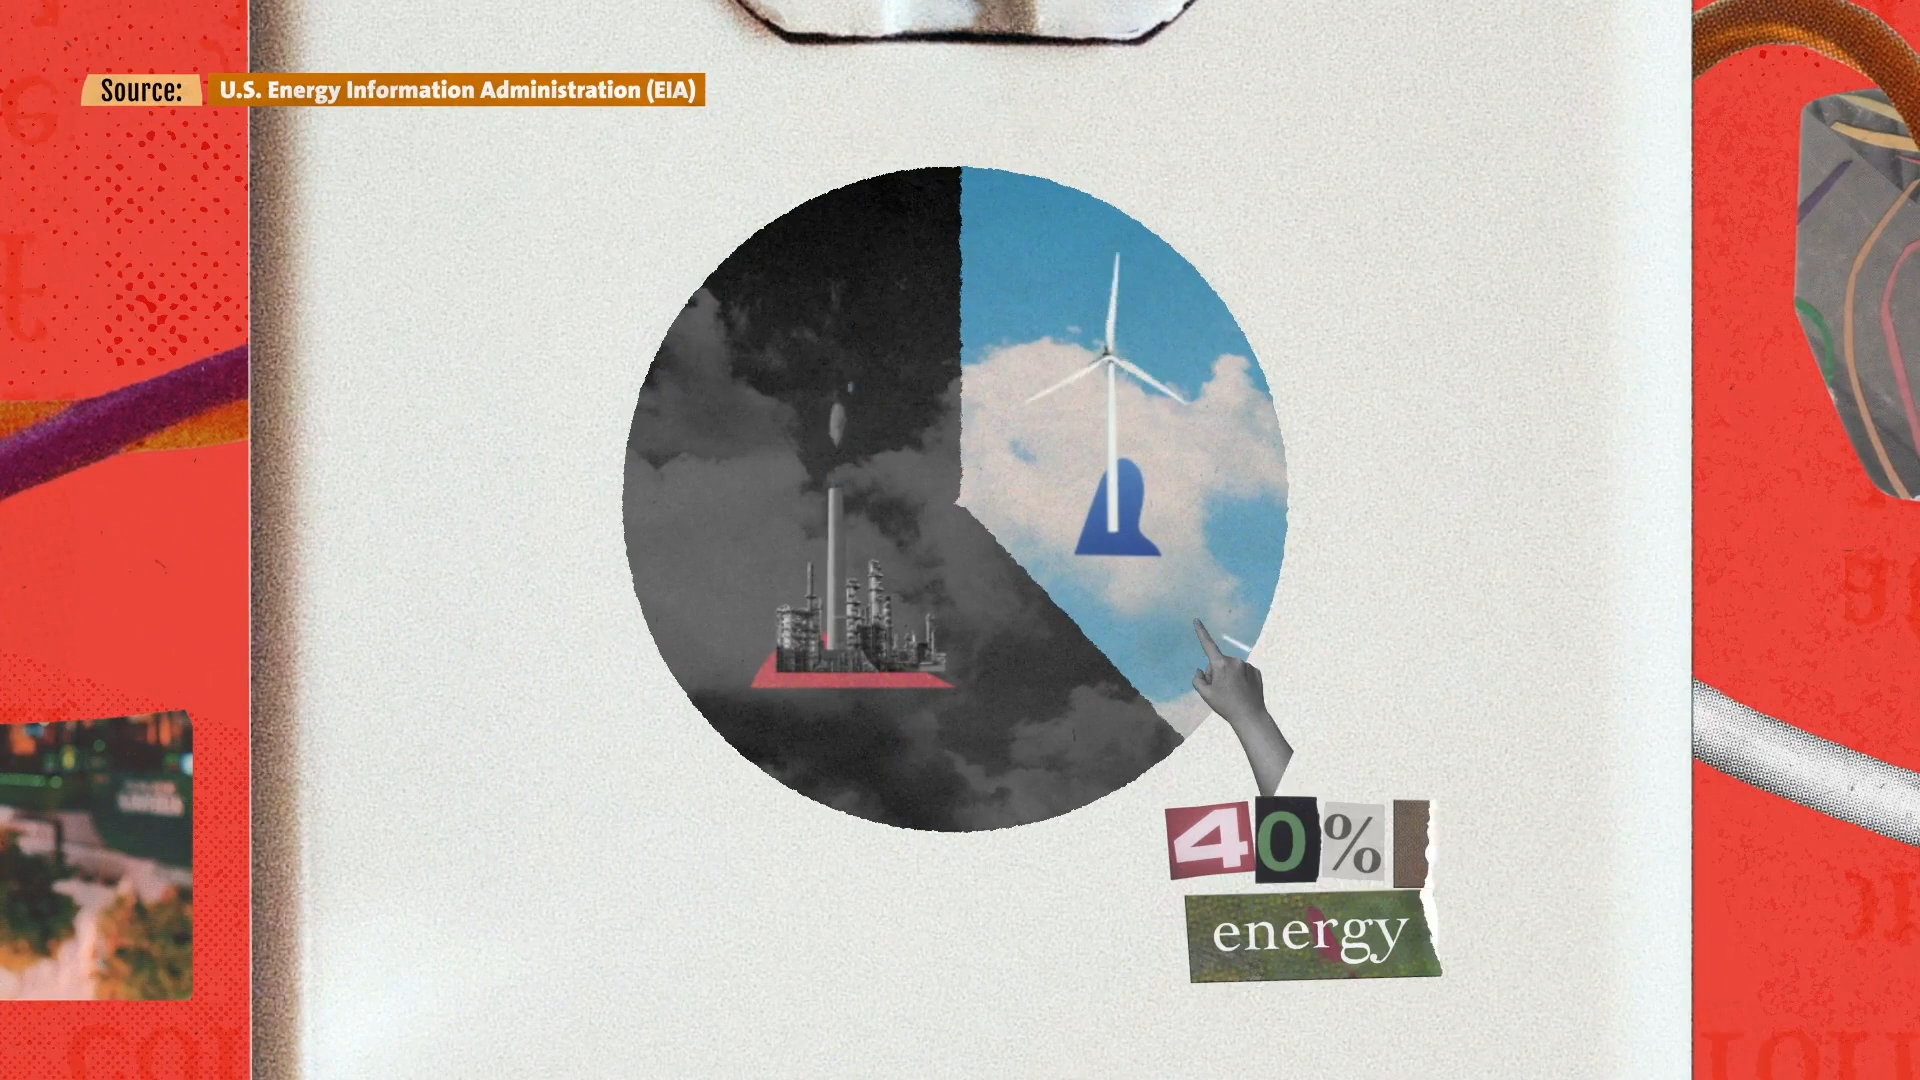 Source: U.S. Energy Information Administration (EIA)
40%
energy